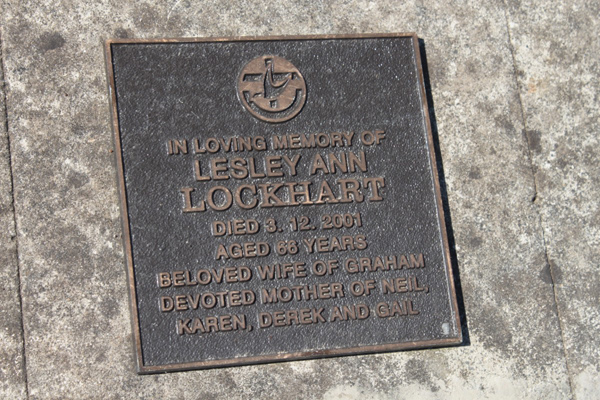 IN LOVING MEMORY OF
LESLEY ANN
LOCKHART
DIED 3. 12. 2001
AGED 66 YEARS
BELOVED WIFE OF GRAHAM
DEVOTED MOTHER OF NEIL,
KAREN, DEREK AND GAIL